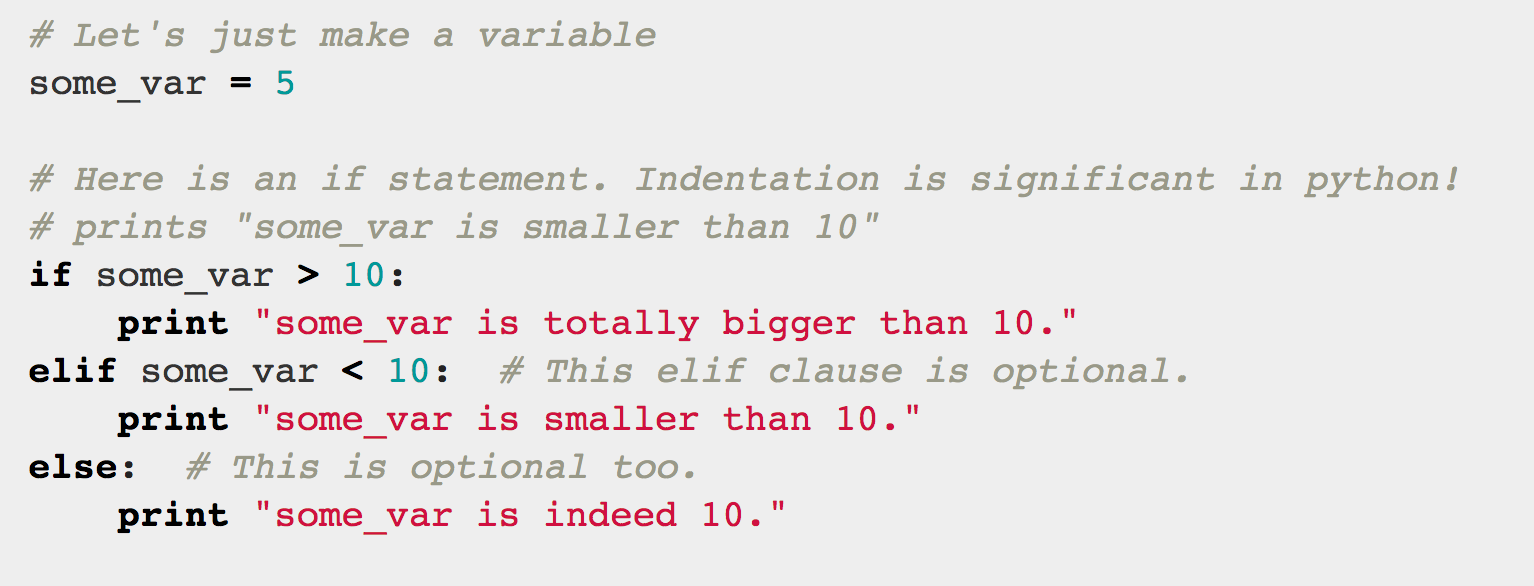 # Let's just make a variable
some_var = 5
# Here is an if statement. Indentation is significant in python!
# prints "some_var is smaller than 10"
if some_var > 10:
    print "some_var is totally bigger than 10."
elif some_var < 10:  # This elif clause is optional.
    print "some_var is smaller than 10."
else:  # This is optional too.
    print "some_var is indeed 10."